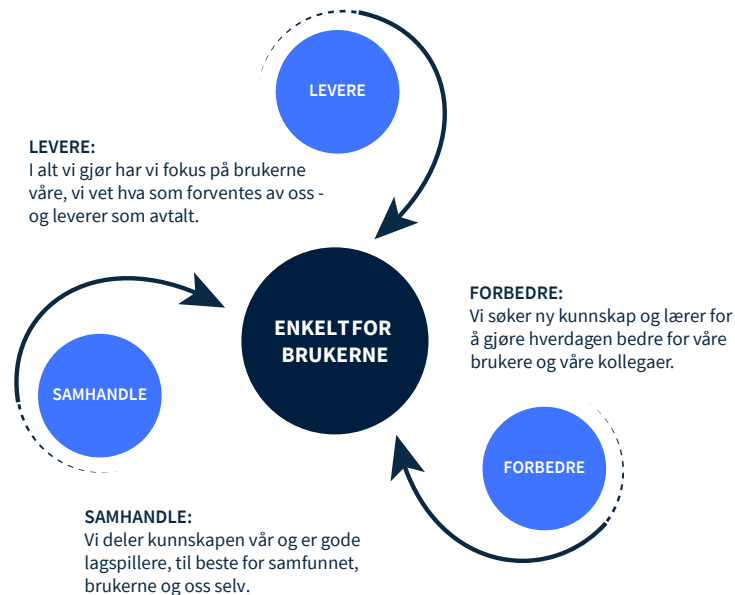 LEVERE
LEVERE:
I alt vi gjør har vi fokus på brukerne
våre, vi vet hva som forventes av oss -
og leverer som avtalt.
ENKELT FOR
BRUKERNE
FORBEDRE:
Vi søker ny kunnskap og lærer for
å gjøre hverdagen bedre for våre
brukere og våre kollegaer.
SAMHANDLE
FORBEDRE
SAMHANDLE:
Vi deler kunnskapen vår og er gode
lagspillere, til beste for samfunnet,
brukerne og oss selv.